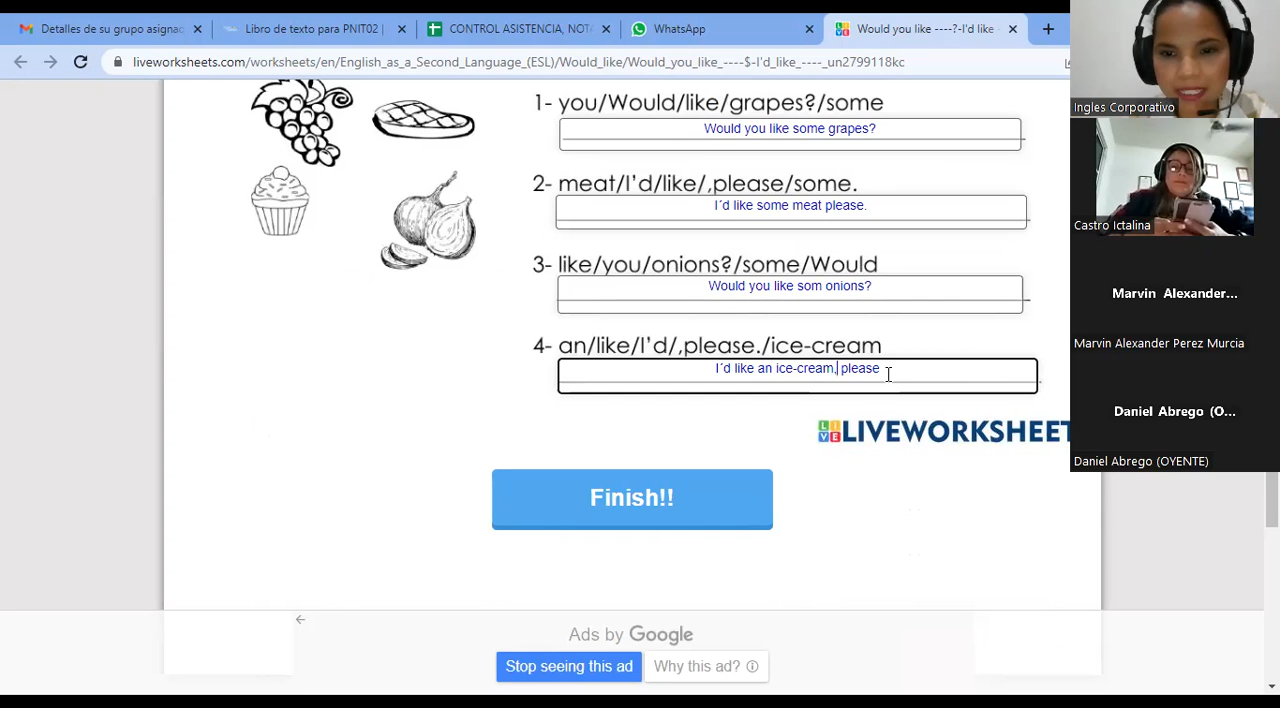 Detalles de su grupo asignac
Libro de texto para PNIT02 |
CONTROL ASISTENCIA, NOTA
WhatsApp
Would you like ----?-I'd like
liveworksheets.com/worksheets/en/English_as_a_Second_Language_(ESL)/Would_like/Would_you_like_----$-I'd_like_----_un2799118kc
Ingles Corporativo
1- you/Would/like/grapes?/some
Would you like some grapes?
2- meat/I'd/like/,please/some.
I´d like some meat please.
Castro Ictalina
3- like/you/onions?/some/Would
Would you like som onions?
Marvin Alexander...
Marvin Alexander Perez Murcia
4- an/like/I'd/,please./ice-cream
I´d like an ice-cream, please
Daniel Abrego (O...
Daniel Abrego (OYENTE)
LIVE LIVEWORKSHEET
Finish!!
Ads by Google
Stop seeing this ad
Why this ad?